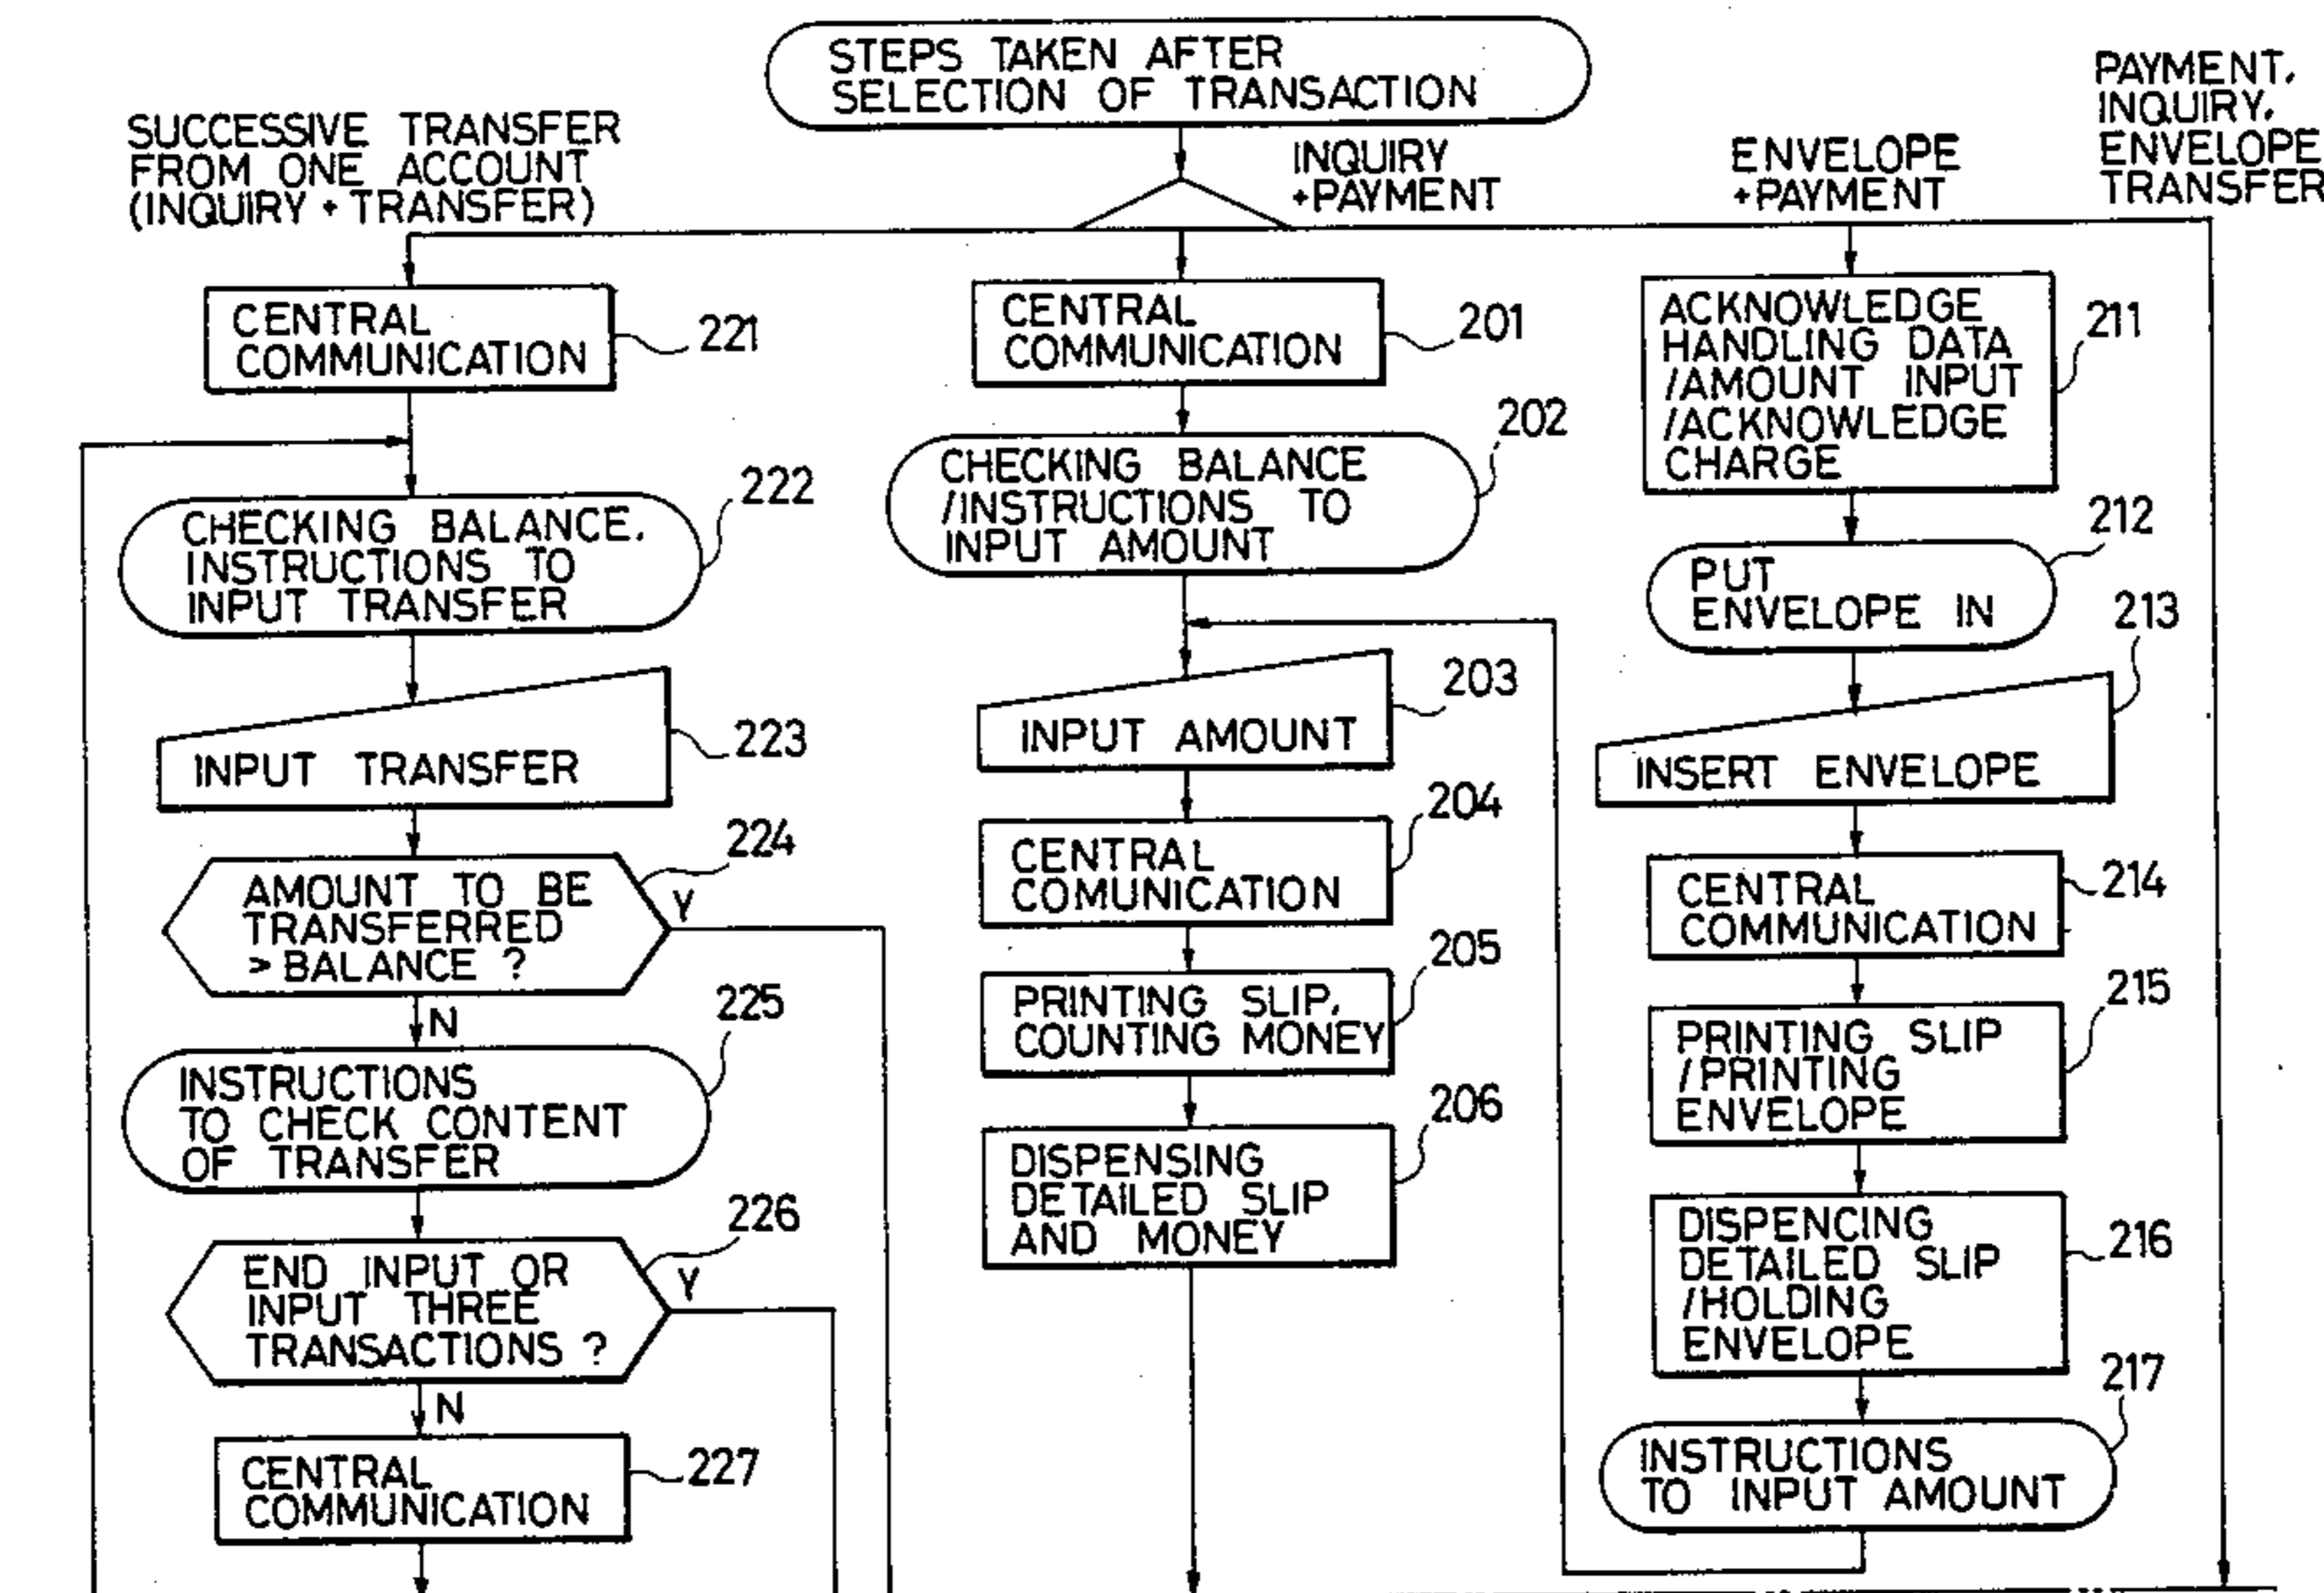 STEPS TAKEN AFTER
SELECTION OF TRANSACTION
SUCCESSIVE TRANSFER
FROM ONE ACCOUNT
(INQUIRY + TRANSFER)
INQUIRY
+PAYMENT
ENVELOPE
+PAYMENT
PAYMENT,
INQUIRY,
ENVELOPE
TRANSFER
CENTRAL
COMMUNICATION
221
CHECKING BALANCE,
INSTRUCTIONS TO
INPUT TRANSFER
222
INPUT TRANSFER
223
AMOUNT TO BE
TRANSFERRED
> BALANCE ?
224
Y
N
INSTRUCTIONS
TO CHECK CONTENT
OF TRANSFER
225
END INPUT OR
INPUT THREE
TRANSACTIONS ?
226
Y
N
CENTRAL
COMMUNICATION
227
CENTRAL
COMMUNICATION
201
CHECKING BALANCE
/INSTRUCTIONS TO
INPUT AMOUNT
202
INPUT AMOUNT
203
CENTRAL
COMUNICATION
204
PRINTING SLIP,
COUNTING MONEY
205
DISPENSING
DETAILED SLIP
AND MONEY
206
ACKNOWLEDGE
HANDLING DATA
/AMOUNT INPUT
/ACKNOWLEDGE
CHARGE
211
PUT
ENVELOPE IN
212
INSERT ENVELOPE
213
CENTRAL
COMMUNICATION
214
PRINTING SLIP
/PRINTING
ENVELOPE
215
DISPENCING
DETAILED SLIP
/HOLDING
ENVELOPE
216
INSTRUCTIONS
TO INPUT AMOUNT
217